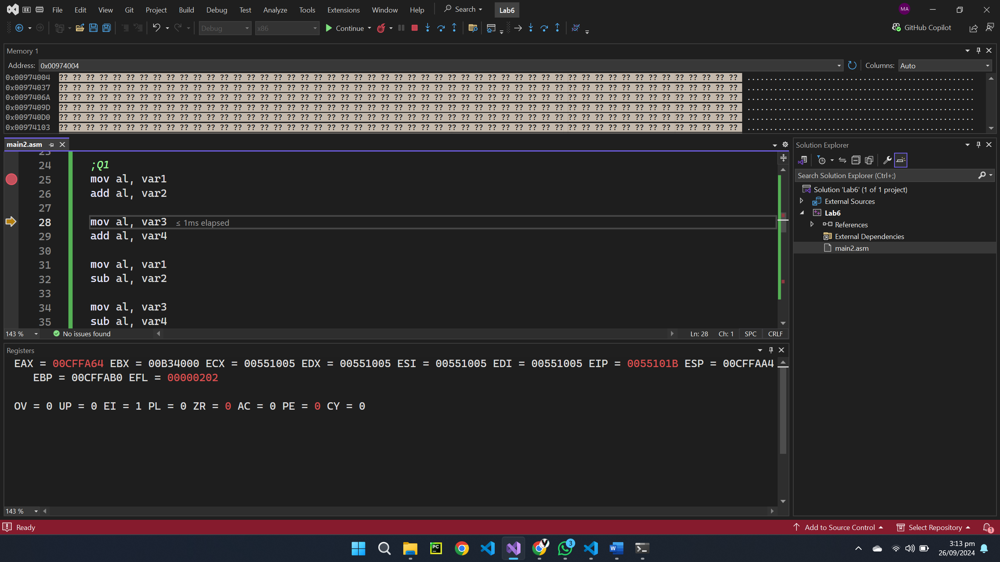 File Edit View Git Project Build Debug Test Analyze Tools Extensions Window Help Search Lab6 MA
Debug x86 Continue GitHub Copilot
Memory 1
Address: 0x00974004 Columns: Auto
0x00974004 ?? ?? ?? ?? ?? ?? ?? ?? ?? ?? ?? ?? ?? ?? ?? ?? ?? ?? ?? ?? ?? ?? ?? ?? ?? ?? ?? ?? ?? ?? ?? ?? ?? ?? ?? ?? ?? ?? ?? ?? ?? ?? ?? ?? ?? ?? ?? ?? ?? ?? ?? ...................................................
0x00974037 ?? ?? ?? ?? ?? ?? ?? ?? ?? ?? ?? ?? ?? ?? ?? ?? ?? ?? ?? ?? ?? ?? ?? ?? ?? ?? ?? ?? ?? ?? ?? ?? ?? ?? ?? ?? ?? ?? ?? ?? ?? ?? ?? ?? ?? ?? ?? ?? ?? ?? ?? ...................................................
0x0097406A ?? ?? ?? ?? ?? ?? ?? ?? ?? ?? ?? ?? ?? ?? ?? ?? ?? ?? ?? ?? ?? ?? ?? ?? ?? ?? ?? ?? ?? ?? ?? ?? ?? ?? ?? ?? ?? ?? ?? ?? ?? ?? ?? ?? ?? ?? ?? ?? ?? ?? ?? ...................................................
0x0097409D ?? ?? ?? ?? ?? ?? ?? ?? ?? ?? ?? ?? ?? ?? ?? ?? ?? ?? ?? ?? ?? ?? ?? ?? ?? ?? ?? ?? ?? ?? ?? ?? ?? ?? ?? ?? ?? ?? ?? ?? ?? ?? ?? ?? ?? ?? ?? ?? ?? ?? ?? ...................................................
0x009740D0 ?? ?? ?? ?? ?? ?? ?? ?? ?? ?? ?? ?? ?? ?? ?? ?? ?? ?? ?? ?? ?? ?? ?? ?? ?? ?? ?? ?? ?? ?? ?? ?? ?? ?? ?? ?? ?? ?? ?? ?? ?? ?? ?? ?? ?? ?? ?? ?? ?? ?? ?? ...................................................
0x00974103 ?? ?? ?? ?? ?? ?? ?? ?? ?? ?? ?? ?? ?? ?? ?? ?? ?? ?? ?? ?? ?? ?? ?? ?? ?? ?? ?? ?? ?? ?? ?? ?? ?? ?? ?? ?? ?? ?? ?? ?? ?? ?? ?? ?? ?? ?? ?? ?? ?? ?? ?? ...................................................
main2.asm
23
24 ;Q1
25 mov al, var1
26 add al, var2
27
28 mov al, var3 ≤ 1ms elapsed
29 add al, var4
30
31 mov al, var1
32 sub al, var2
33
34 mov al, var3
35 sub al, var4
143 % No issues found Ln: 28 Ch: 1 SPC CRLF
Solution Explorer
Search Solution Explorer (Ctrl+;)
Solution 'Lab6' (1 of 1 project)
External Sources
Lab6
References
External Dependencies
main2.asm
Registers
EAX = 00CFFA64 EBX = 00B34000 ECX = 00551005 EDX = 00551005 ESI = 00551005 EDI = 00551005 EIP = 0055101B ESP = 00CFFAA4
EBP = 00CFFAB0 EFL = 00000202
OV = 0 UP = 0 EI = 1 PL = 0 ZR = 0 AC = 0 PE = 0 CY = 0
143 %
Ready Add to Source Control Select Repository 1
PC 3 W 3:13 pm
26/09/2024